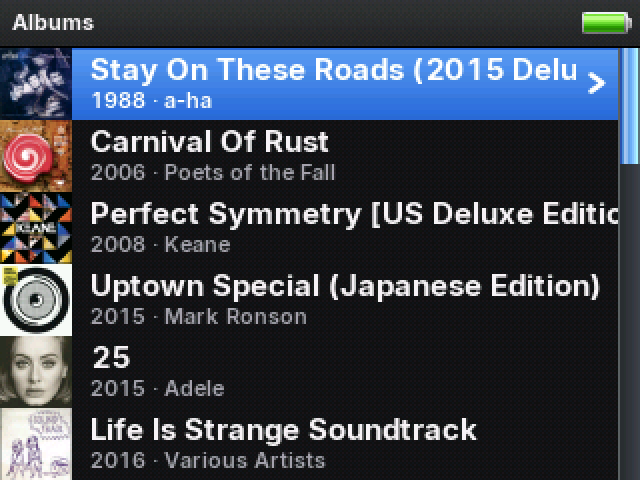 Albums
Stay On These Roads (2015 Delu
1988 · a-ha
Carnival Of Rust
2006 · Poets of the Fall
Perfect Symmetry [US Deluxe Editio
2008 · Keane
KEANE
Uptown Special (Japanese Edition)
2015 · Mark Ronson
25
2015 · Adele
Life Is Strange Soundtrack
2016 · Various Artists